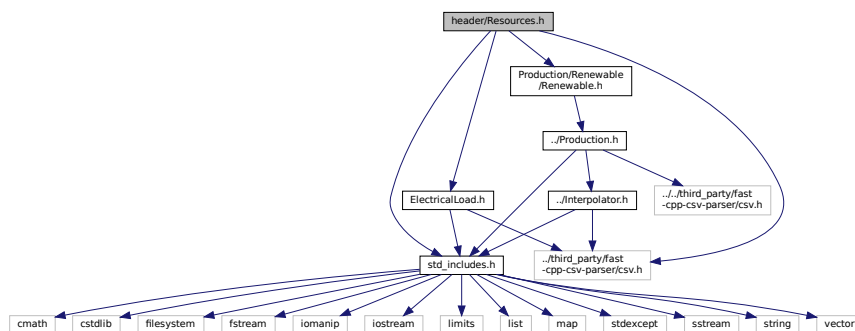 header/Resources.h
Production/Renewable
/Renewable.h
../Production.h
ElectricalLoad.h
../Interpolator.h
../../third_party/fast
-cpp-csv-parser/csv.h
std_includes.h
../third_party/fast
-cpp-csv-parser/csv.h
cmath
cstdlib
filesystem
fstream
iomanip
iostream
limits
list
map
stdexcept
sstream
string
vector